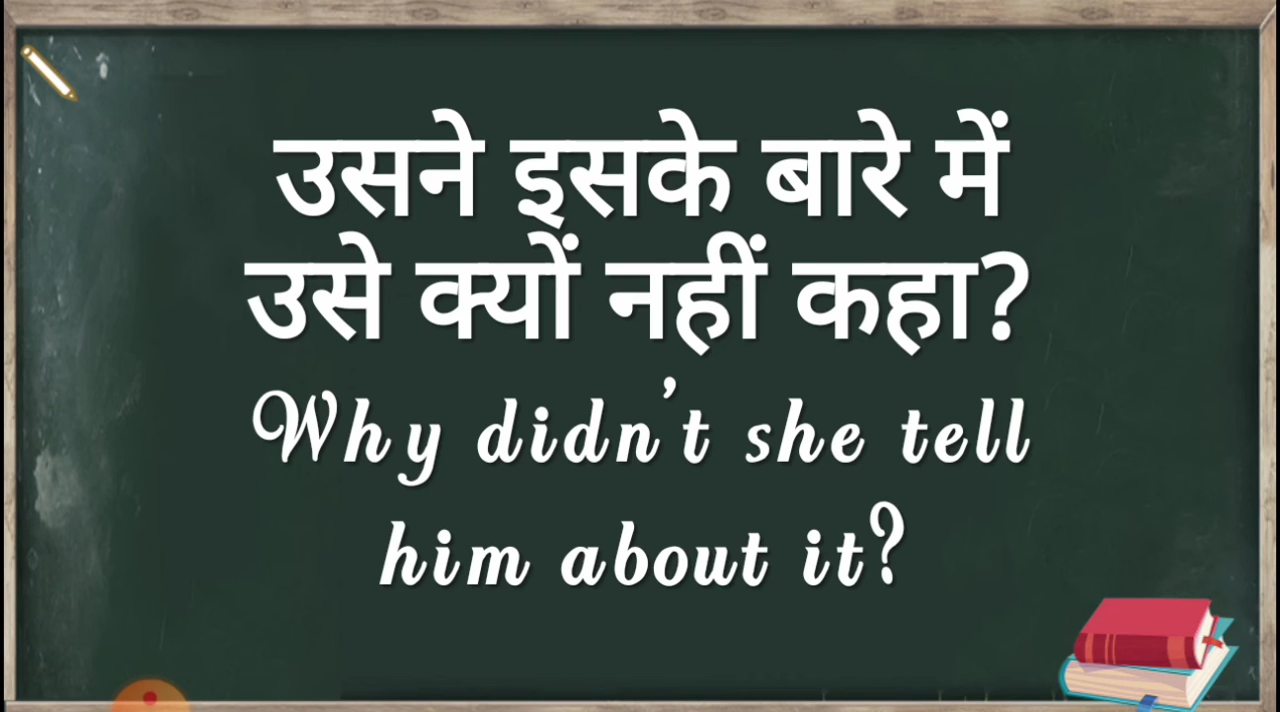 उसने इसके बारे में
उसे क्यों नहीं कहा?
Why didn't she tell
him about it?